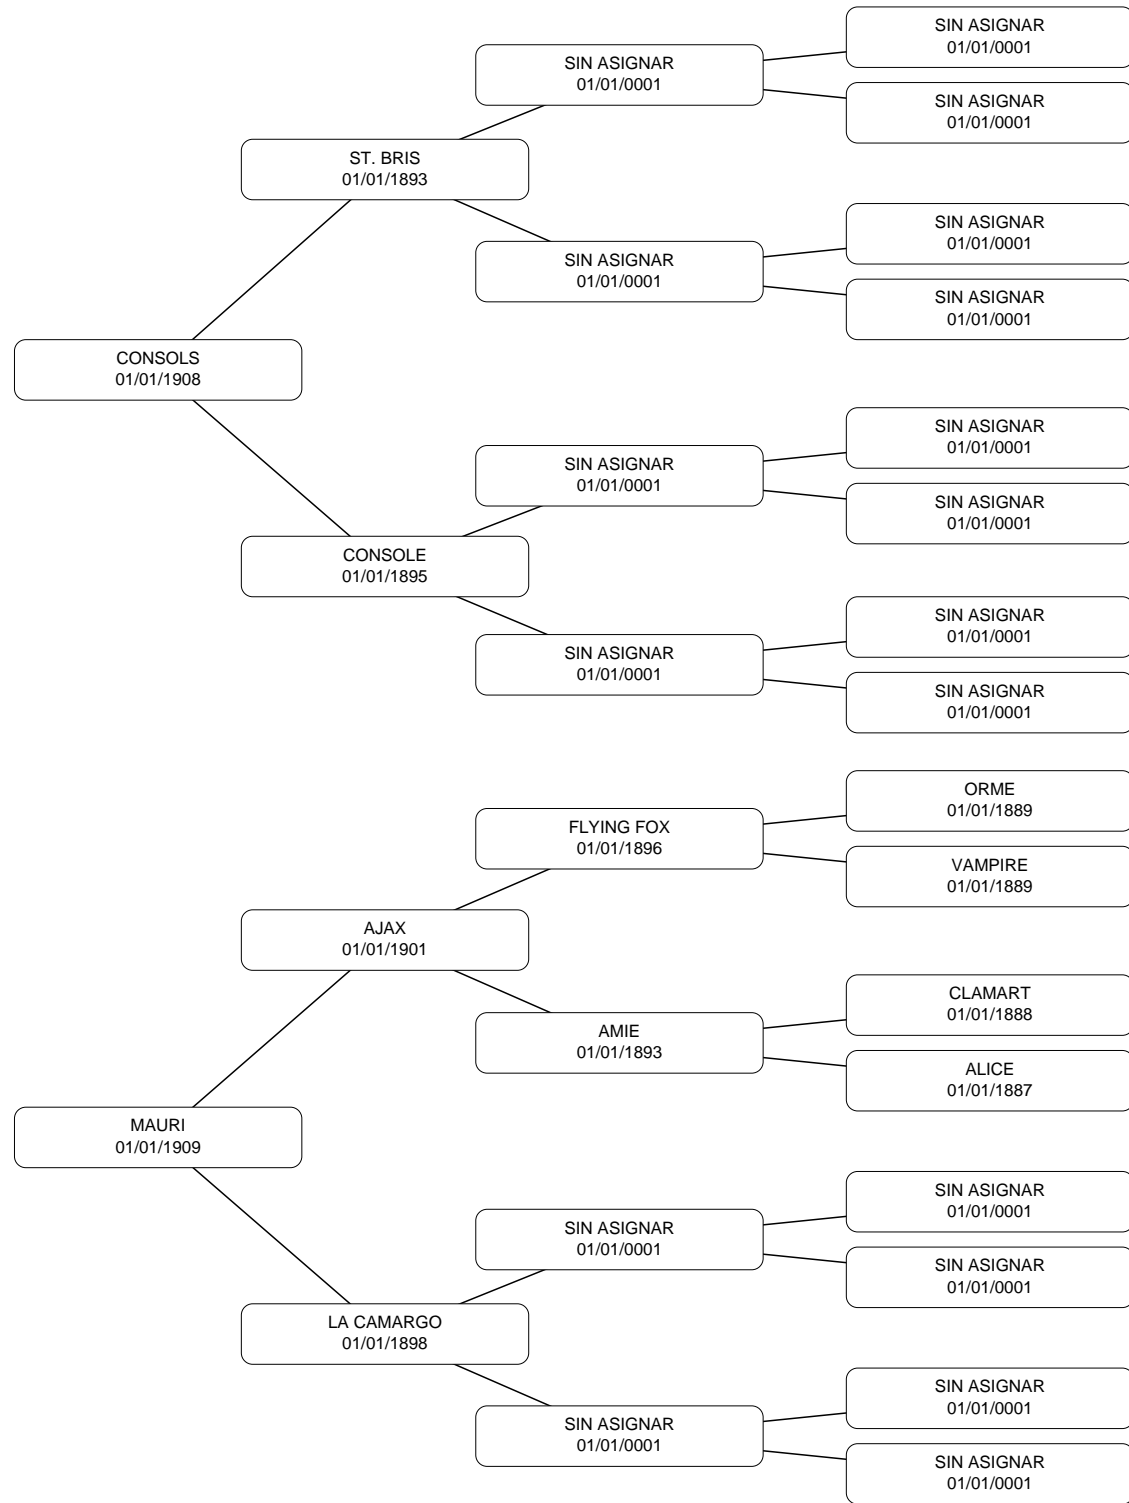 SIN ASIGNAR
01/01/0001
SIN ASIGNAR
01/01/0001
SIN ASIGNAR
01/01/0001
ST. BRIS
01/01/1893
SIN ASIGNAR
01/01/0001
SIN ASIGNAR
01/01/0001
SIN ASIGNAR
01/01/0001
CONSOLS
01/01/1908
SIN ASIGNAR
01/01/0001
SIN ASIGNAR
01/01/0001
SIN ASIGNAR
01/01/0001
CONSOLE
01/01/1895
SIN ASIGNAR
01/01/0001
SIN ASIGNAR
01/01/0001
SIN ASIGNAR
01/01/0001
ORME
01/01/1889
FLYING FOX
01/01/1896
VAMPIRE
01/01/1889
AJAX
01/01/1901
CLAMART
01/01/1888
AMIE
01/01/1893
ALICE
01/01/1887
MAURI
01/01/1909
SIN ASIGNAR
01/01/0001
SIN ASIGNAR
01/01/0001
SIN ASIGNAR
01/01/0001
LA CAMARGO
01/01/1898
SIN ASIGNAR
01/01/0001
SIN ASIGNAR
01/01/0001
SIN ASIGNAR
01/01/0001